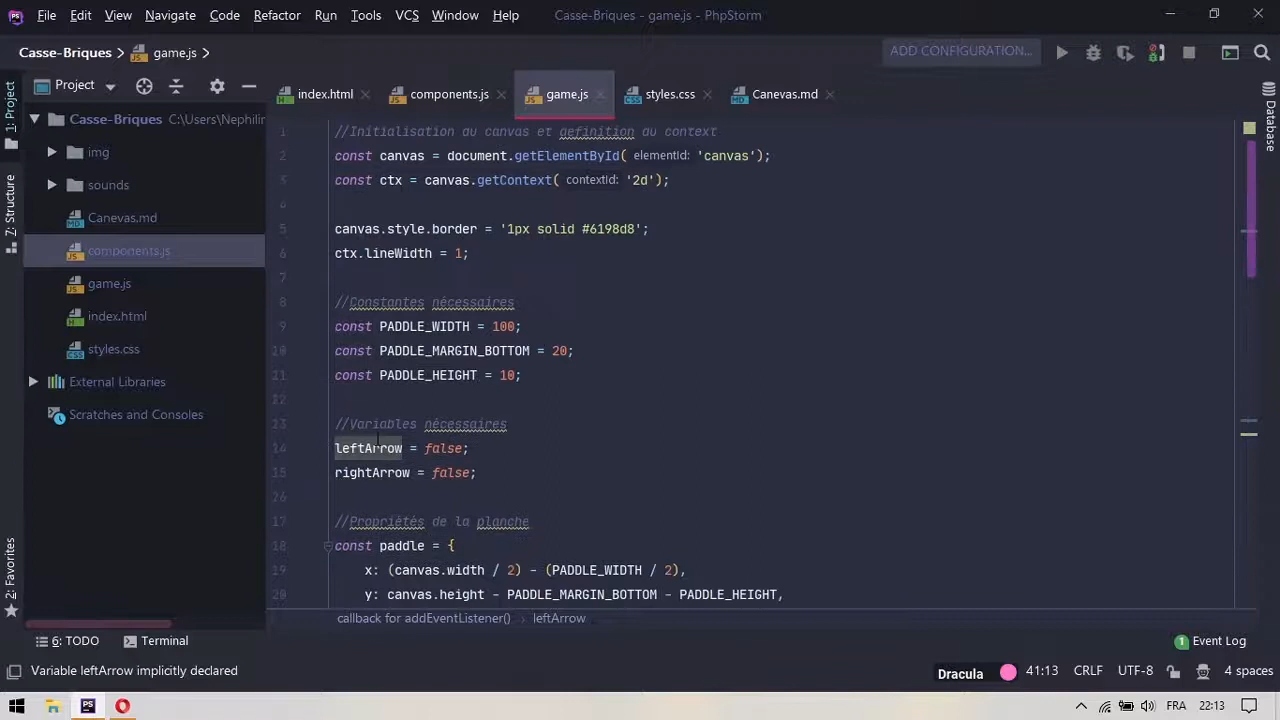 File Edit View Navigate Code Refactor Run Tools VCS Window Help Casse-Briques - game.js - PhpStorm
Casse-Briques game.js ADD CONFIGURATION...
1: Project
Project
index.html components.js game.js styles.css Canevas.md
Database
Casse-Briques C:\Users\Nephilin
img
sounds
Canevas.md
components.js
game.js
index.html
styles.css
External Libraries
Scratches and Consoles
Z: Structure
2: Favorites
1 //Initialisation du canvas et définition du context
2 const canvas = document.getElementById( elementId: 'canvas');
3 const ctx = canvas.getContext( contextId: '2d');
4
5 canvas.style.border = '1px solid #6198d8';
6 ctx.lineWidth = 1;
7
8 //Constantes nécessaires
9 const PADDLE_WIDTH = 100;
10 const PADDLE_MARGIN_BOTTOM = 20;
11 const PADDLE_HEIGHT = 10;
12
13 //Variables nécessaires
14 leftArrow = false;
15 rightArrow = false;
16
17 //Propriétés de la planche
18 const paddle = {
19 x: (canvas.width / 2) - (PADDLE_WIDTH / 2),
20 y: canvas.height - PADDLE_MARGIN_BOTTOM - PADDLE_HEIGHT,
callback for addEventListener() leftArrow
6: TODO Terminal 1 Event Log
Variable leftArrow implicitly declared Dracula 41:13 CRLF UTF-8 4 spaces
FRA 22:13